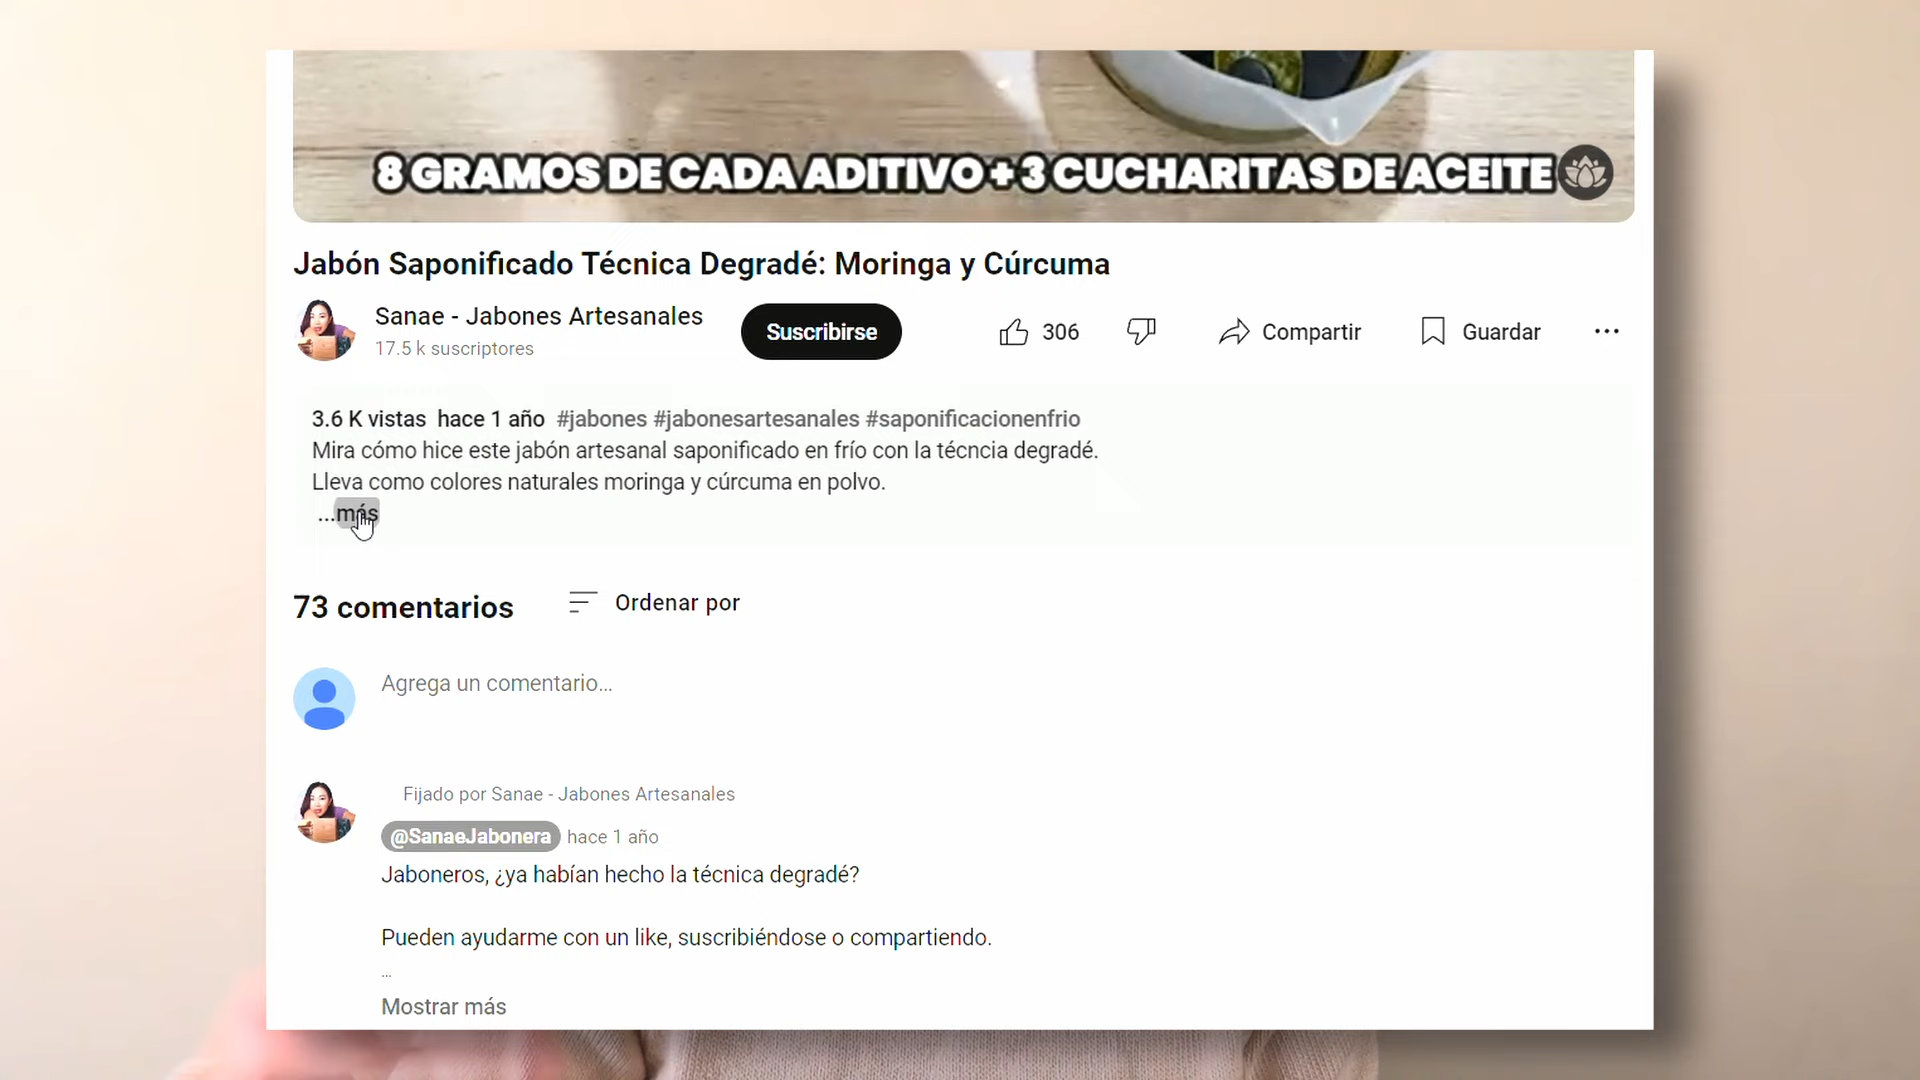 8 GRAMOS DE CADA ADITIVO + 3 CUCHARITAS DE ACEITE
Jabón Saponificado Técnica Degradé: Moringa y Cúrcuma
Sanae - Jabones Artesanales
17.5 k suscriptores
Suscribirse
306
Compartir
Guardar
3.6 K vistas hace 1 año #jabones #jabonesartesanales #saponificacionenfrio
Mira cómo hice este jabón artesanal saponificado en frío con la técncia degradé.
Lleva como colores naturales moringa y cúrcuma en polvo.
...más
73 comentarios
Ordenar por
Agrega un comentario...
Fijado por Sanae - Jabones Artesanales
@SanaeJabonera hace 1 año
Jaboneros, ¿ya habían hecho la técnica degradé?
Pueden ayudarme con un like, suscribiéndose o compartiendo.
...
Mostrar más